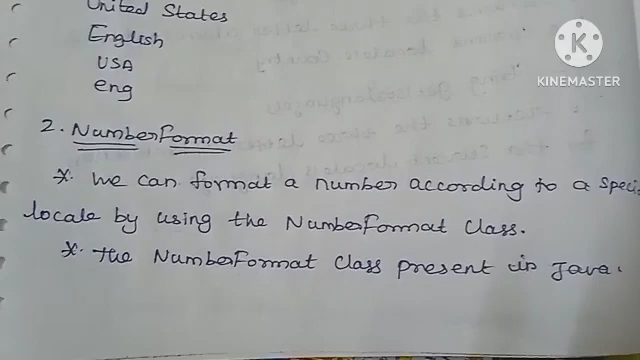 United States
English
USA
eng
2. NumberFormat
* We can format a number according to a speci
locale by using the NumberFormat Class.
* The NumberFormat Class present in Java.
K
KINEMASTER